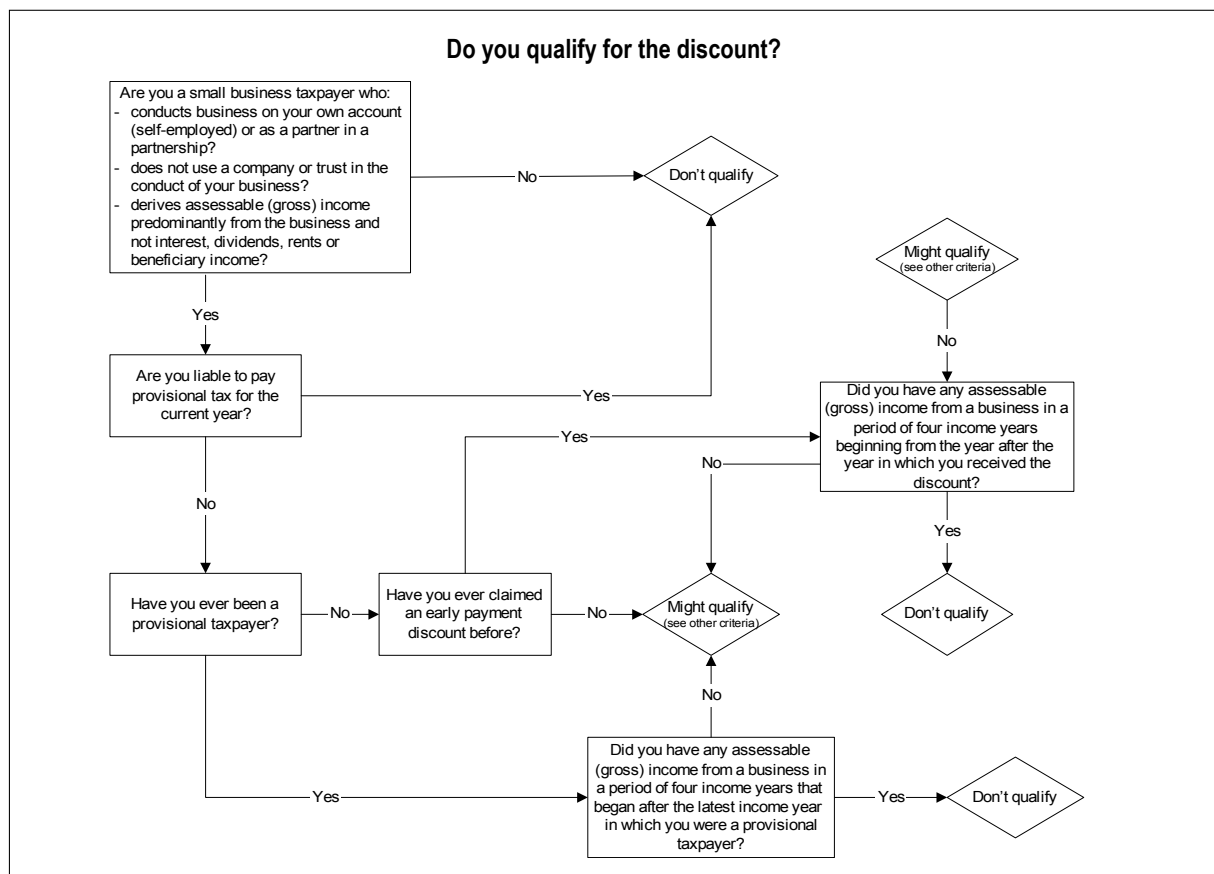 Do you qualify for the discount?
Are you a small business taxpayer who:
- conducts business on your own account
(self-employed) or as a partner in a
partnership?
- does not use a company or trust in the
conduct of your business?
- derives assessable (gross) income
predominantly from the business and
not interest, dividends, rents or
beneficiary income?
No
Don't qualify
Might qualify
(see other criteria)
Yes
No
Are you liable to pay
provisional tax for the
current year?
Yes
Did you have any assessable
(gross) income from a business in a
period of four income years
beginning from the year after the
year in which you received the
discount?
Yes
No
No
Yes
Have you ever been a
provisional taxpayer?
No
Have you ever claimed
an early payment
discount before?
No
Might qualify
(see other criteria)
Don't qualify
No
Yes
Did you have any assessable
(gross) income from a business in
a period of four income years that
began after the latest income year
in which you were a provisional
taxpayer?
Yes
Don't qualify